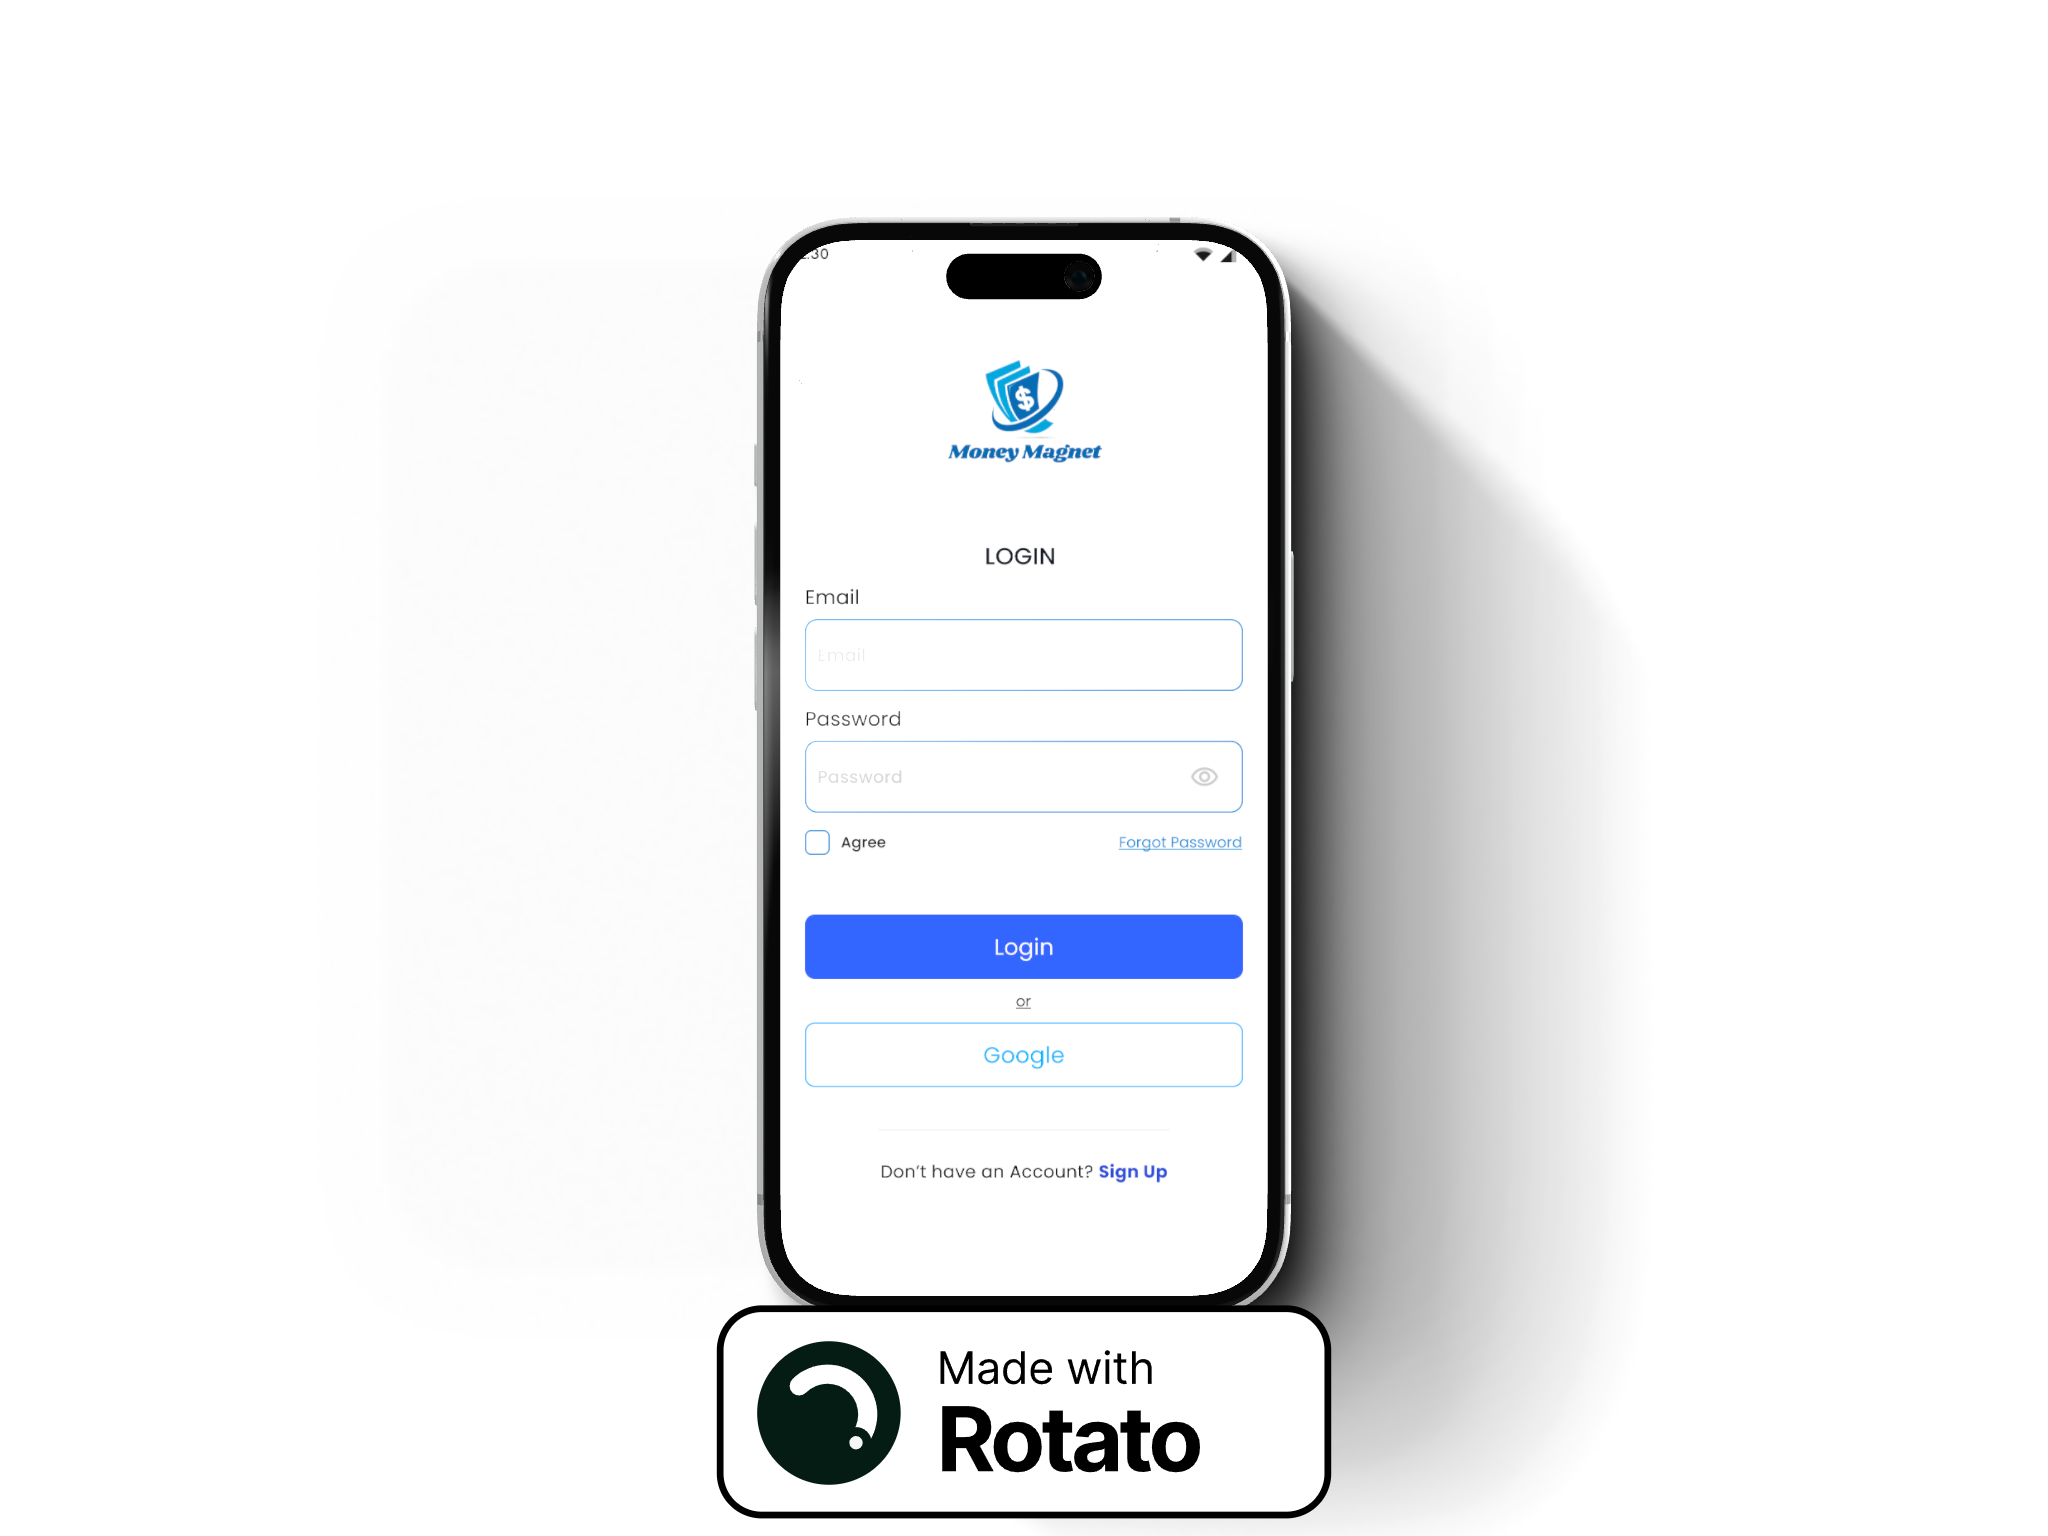 :30
Money Magnet
LOGIN
Email
Email
Password
Password
Agree
Forgot Password
Login
or
Google
Don't have an Account? Sign Up
Made with
Rotato